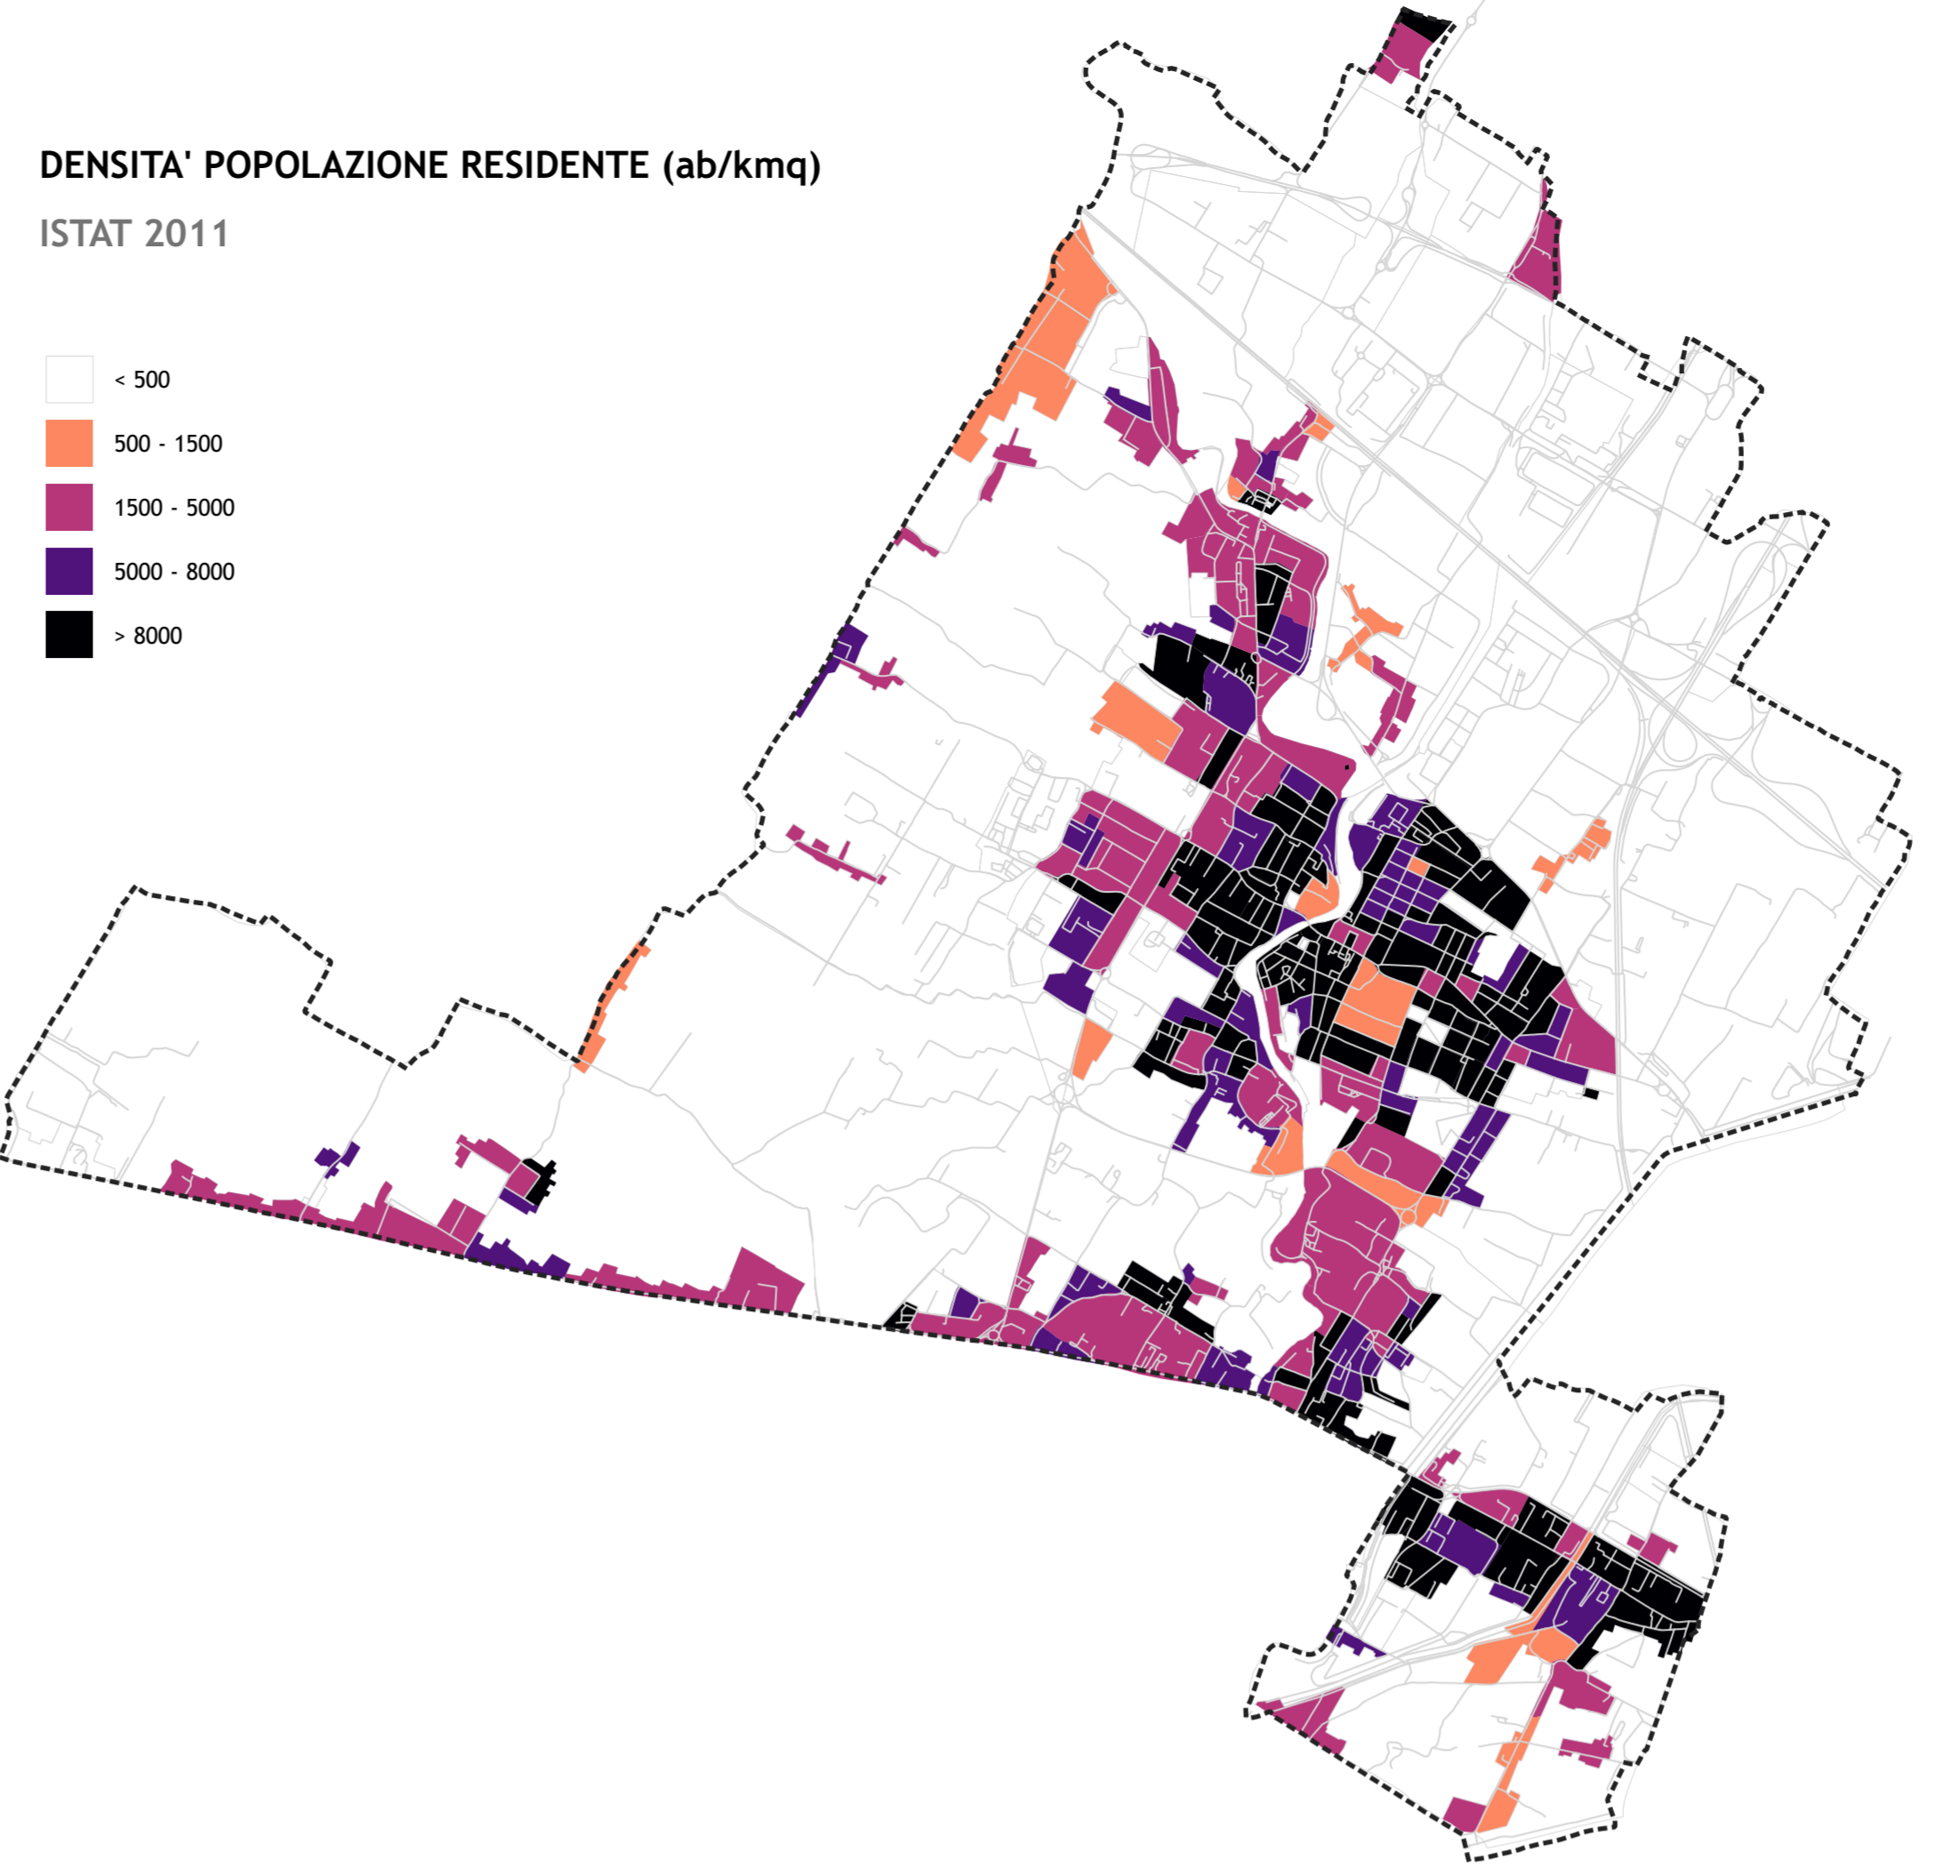 DENSITA' POPOLAZIONE RESIDENTE (ab/kmq)
ISTAT 2011
< 500
500 - 1500
1500 - 5000
5000 - 8000
> 8000